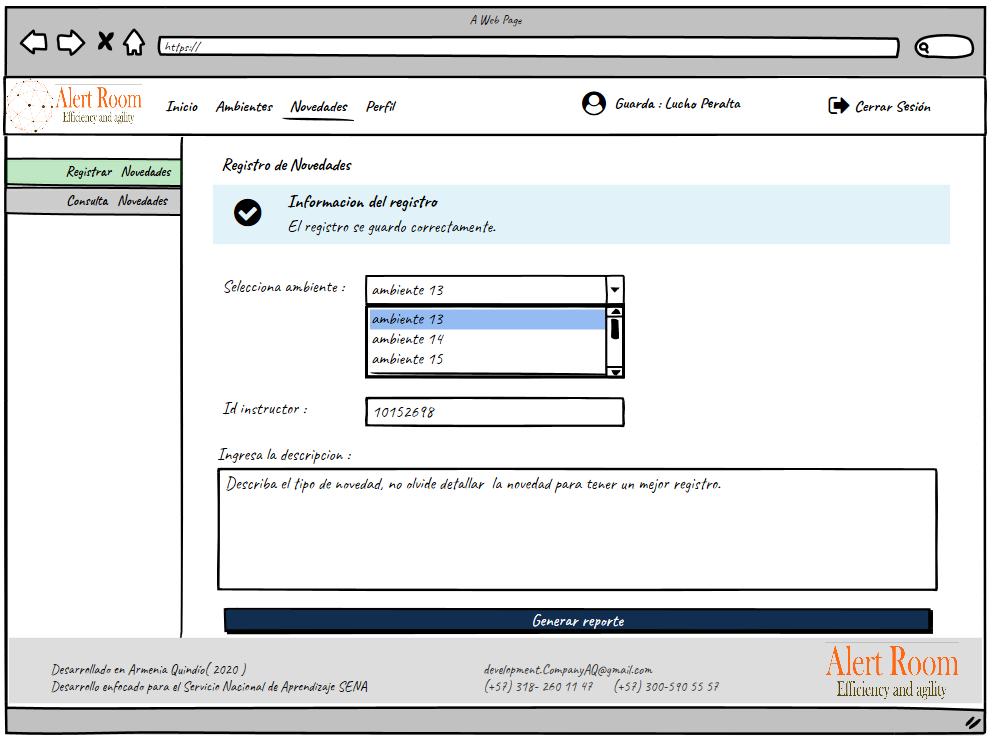 A Web Page
https://
Alert Room
Efficiency and agility
Inicio Ambientes Novedades Perfil
Guarda : Lucho Peralta
Cerrar Sesión
Registrar Novedades
Consulta Novedades
Registro de Novedades
Informacion del registro
El registro se guardo correctamente.
Selecciona ambiente :
ambiente 13
ambiente 13
ambiente 14
ambiente 15
Id instructor :
10152698
Ingresa la descripcion :
Describa el tipo de novedad, no olvide detallar la novedad para tener un mejor registro.
Generar reporte
Desarrollado en Armenia Quindío( 2020 )
Desarrollo enfocado para el Servicio Nacional de Aprendizaje SENA
development.CompanyAQ@gmail.com
(+57) 318- 260 11 47 (+57) 300-590 55 57
Alert Room
Efficiency and agility